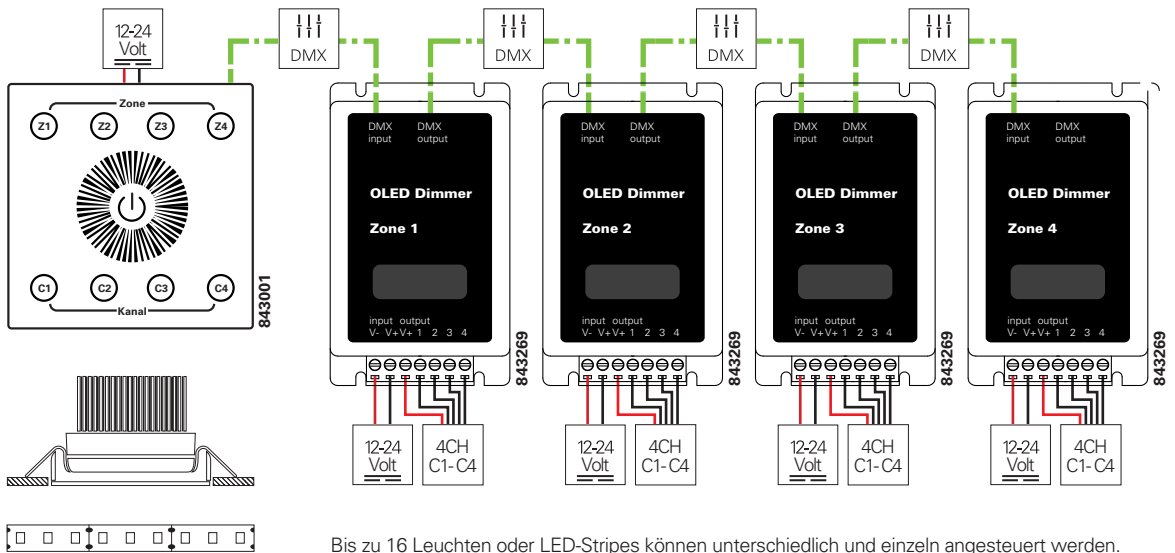 12-24
Volt
DMX
DMX
DMX
DMX
Zone
Z1 Z2 Z3 Z4
C1 C2 C3 C4
Kanal
843001
DMX input DMX output
OLED Dimmer
Zone 1
input output
V- V+ V+ 1 2 3 4
843269
12-24
Volt
4CH
C1-C4
DMX input DMX output
OLED Dimmer
Zone 2
input output
V- V+ V+ 1 2 3 4
843269
12-24
Volt
4CH
C1-C4
DMX input DMX output
OLED Dimmer
Zone 3
input output
V- V+ V+ 1 2 3 4
843269
12-24
Volt
4CH
C1-C4
DMX input DMX output
OLED Dimmer
Zone 4
input output
V- V+ V+ 1 2 3 4
843269
12-24
Volt
4CH
C1-C4
Bis zu 16 Leuchten oder LED-Stripes können unterschiedlich und einzeln angesteuert werden.